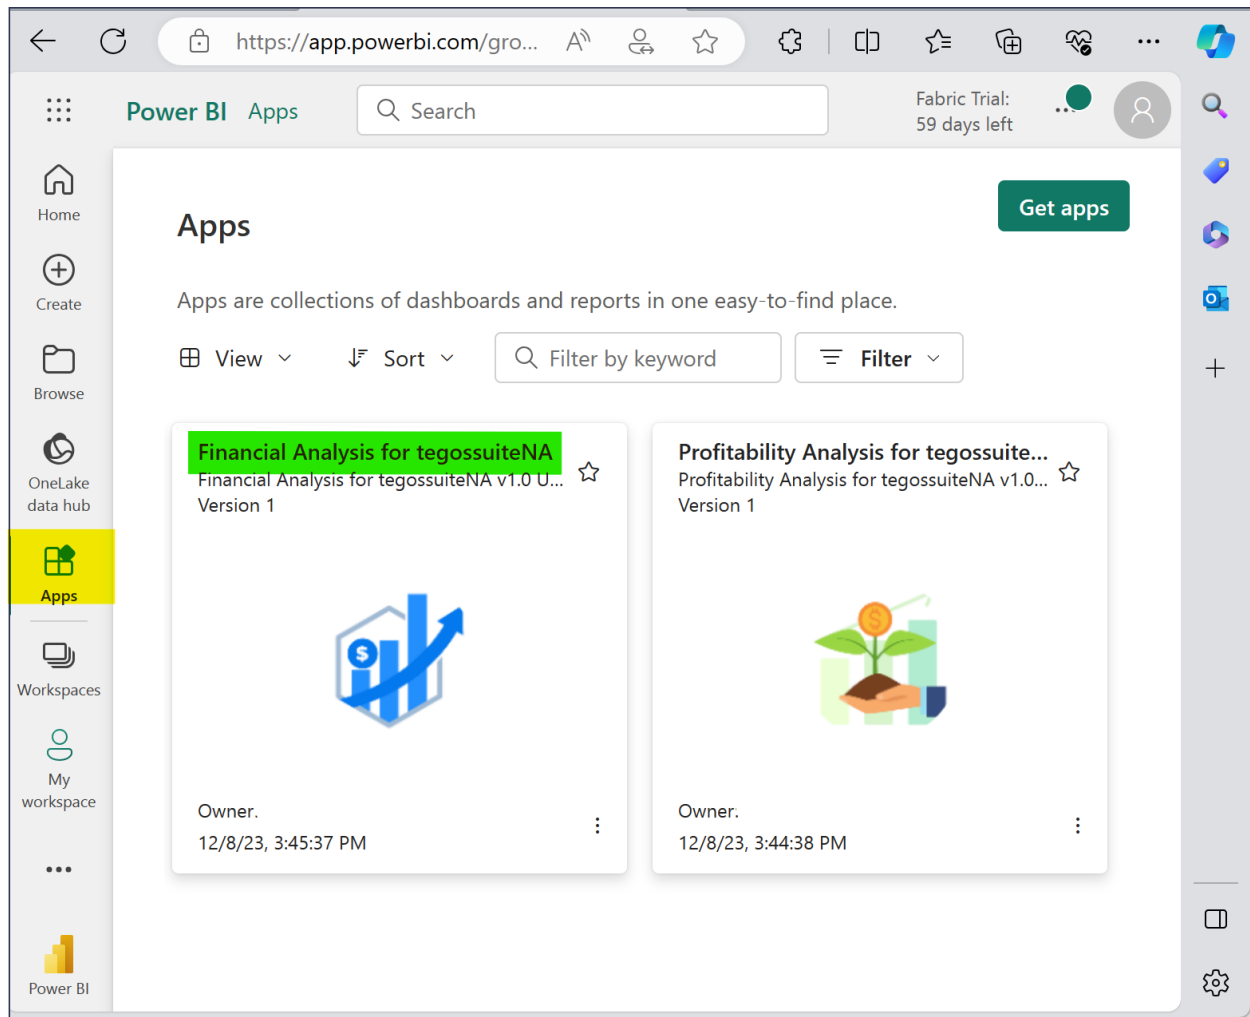 https://app.powerbi.com/gro...
Power BI Apps
Search
Fabric Trial:
59 days left
Home
Create
Browse
OneLake
data hub
Apps
Workspaces
My
workspace
Power BI
Apps
Get apps
Apps are collections of dashboards and reports in one easy-to-find place.
View
Sort
Filter by keyword
Filter
Financial Analysis for tegossuiteNA
Financial Analysis for tegossuiteNA v1.0 U...
Version 1
Owner.
12/8/23, 3:45:37 PM
Profitability Analysis for tegossuite...
Profitability Analysis for tegossuiteNA v1.0...
Version 1
Owner.
12/8/23, 3:44:38 PM